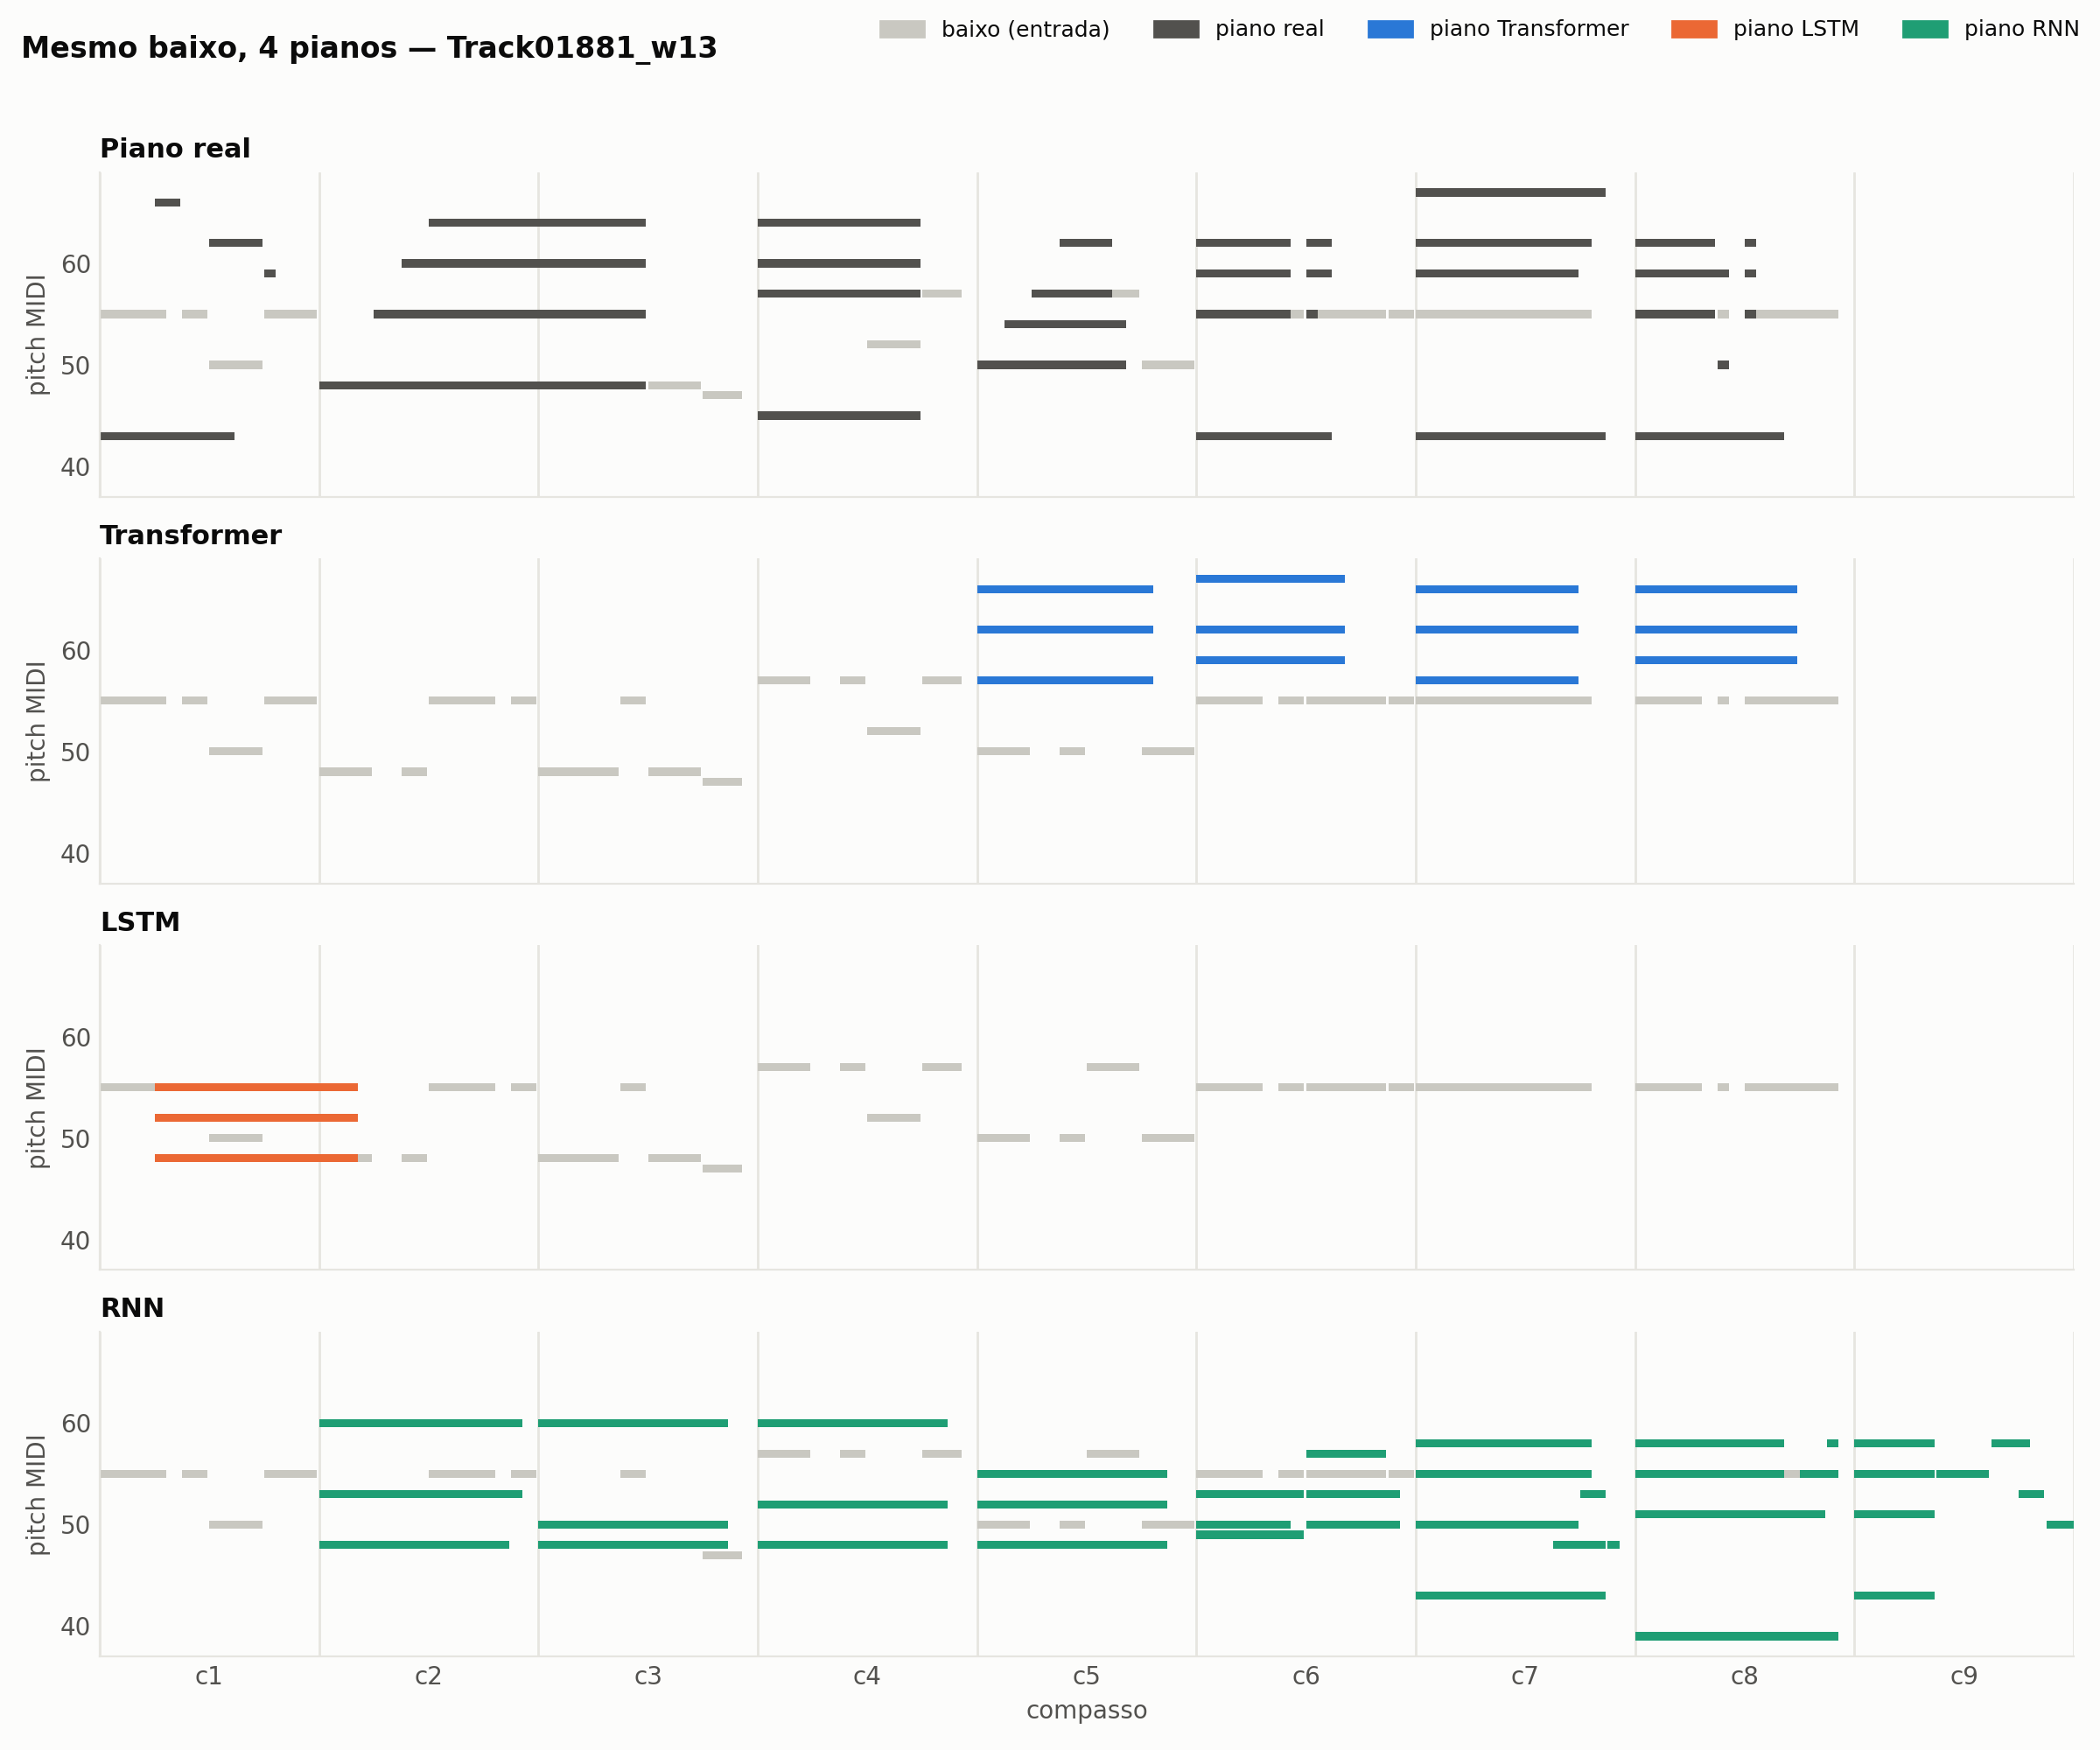 Mesmo baixo, 4 pianos — Track01881_w13
baixo (entrada) piano real piano Transformer piano LSTM piano RNN
Piano real
pitch MIDI
60
50
40
Transformer
pitch MIDI
60
50
40
LSTM
pitch MIDI
60
50
40
RNN
pitch MIDI
60
50
40
c1 c2 c3 c4 c5 c6 c7 c8 c9
compasso